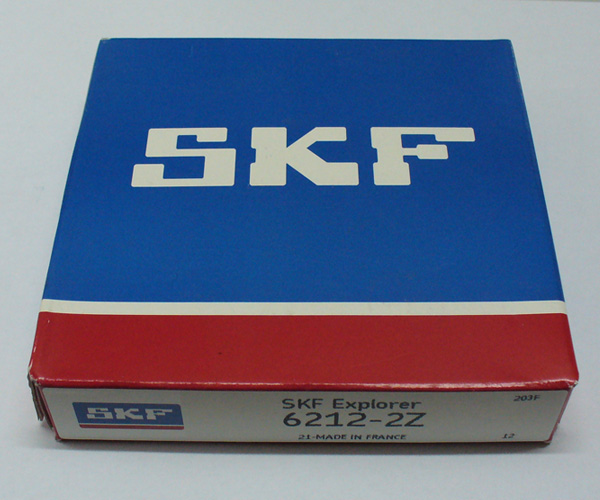 SKF
SKF
SKF Explorer
6212-2Z
21-MADE IN FRANCE
203F
12